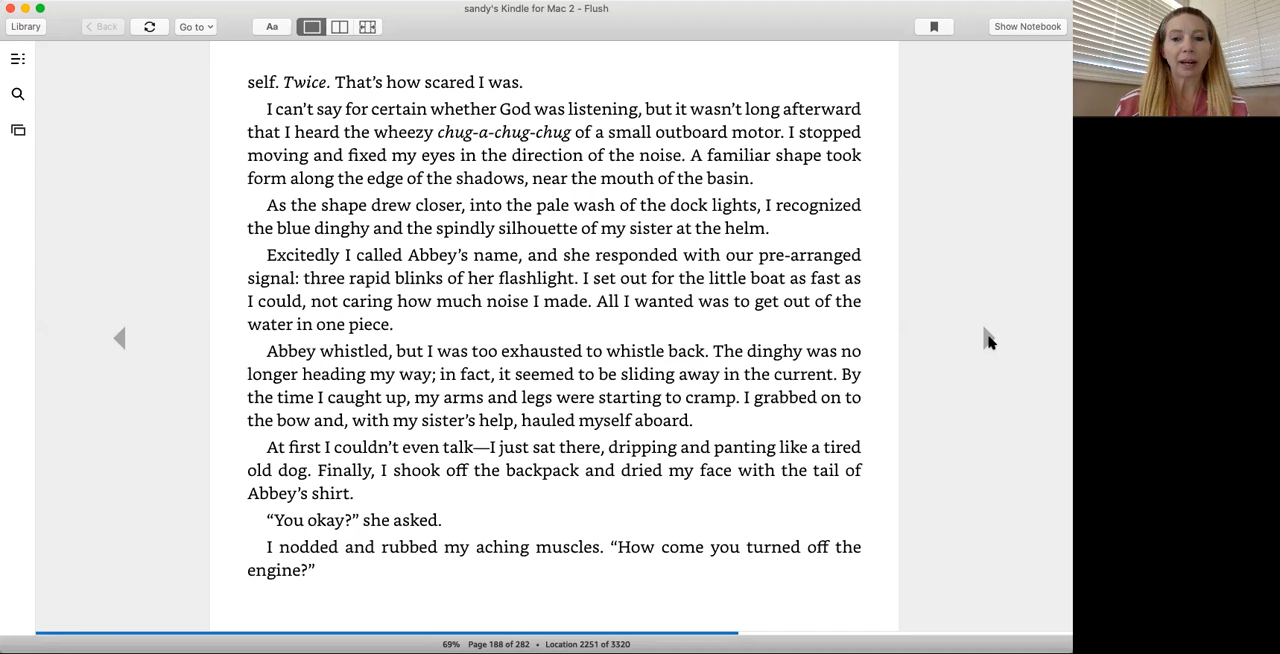 sandy's Kindle for Mac 2 - Flush
Library
< Back
Go to
Aa
Show Notebook
self. Twice. That’s how scared I was.
I can’t say for certain whether God was listening, but it wasn’t long afterward
that I heard the wheezy chug-a-chug-chug of a small outboard motor. I stopped
moving and fixed my eyes in the direction of the noise. A familiar shape took
form along the edge of the shadows, near the mouth of the basin.
As the shape drew closer, into the pale wash of the dock lights, I recognized
the blue dinghy and the spindly silhouette of my sister at the helm.
Excitedly I called Abbey’s name, and she responded with our pre-arranged
signal: three rapid blinks of her flashlight. I set out for the little boat as fast as
I could, not caring how much noise I made. All I wanted was to get out of the
water in one piece.
Abbey whistled, but I was too exhausted to whistle back. The dinghy was no
longer heading my way; in fact, it seemed to be sliding away in the current. By
the time I caught up, my arms and legs were starting to cramp. I grabbed on to
the bow and, with my sister’s help, hauled myself aboard.
At first I couldn’t even talk—I just sat there, dripping and panting like a tired
old dog. Finally, I shook off the backpack and dried my face with the tail of
Abbey’s shirt.
“You okay?” she asked.
I nodded and rubbed my aching muscles. “How come you turned off the
engine?”
69% Page 188 of 282 • Location 2251 of 3320